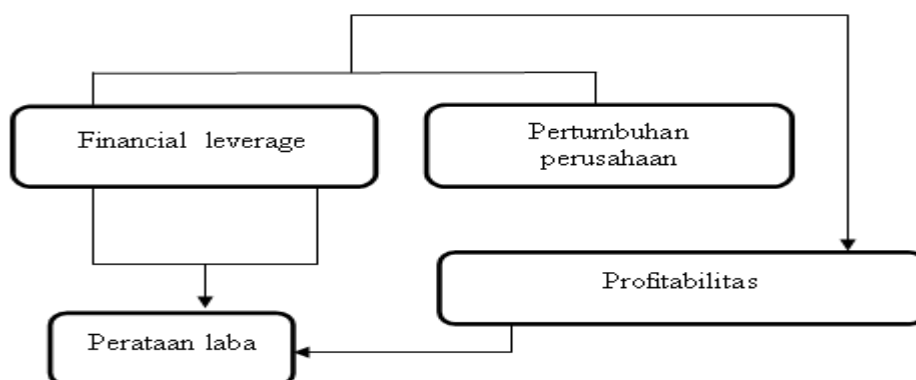 Financial leverage
Pertumbuhan
perusahaan
Profitabilitas
Perataan laba